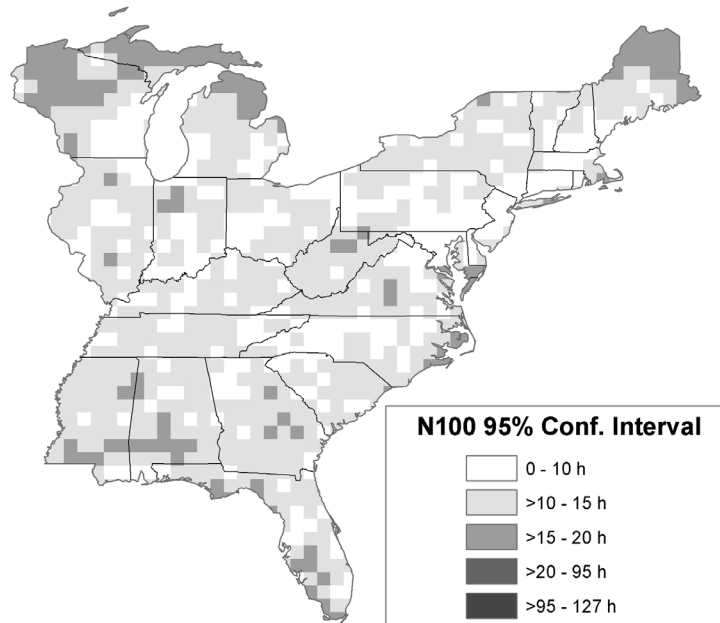 N100 95% Conf. Interval
0 - 10 h
>10 - 15 h
>15 - 20 h
>20 - 95 h
>95 - 127 h